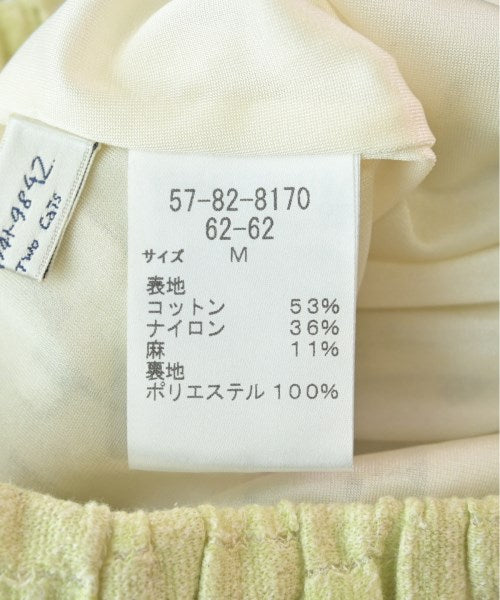 57-82-8170
62-62
サイズ M
表地
コットン 53%
ナイロン 36%
麻 11%
裏地
ポリエステル 100%
Two Cats